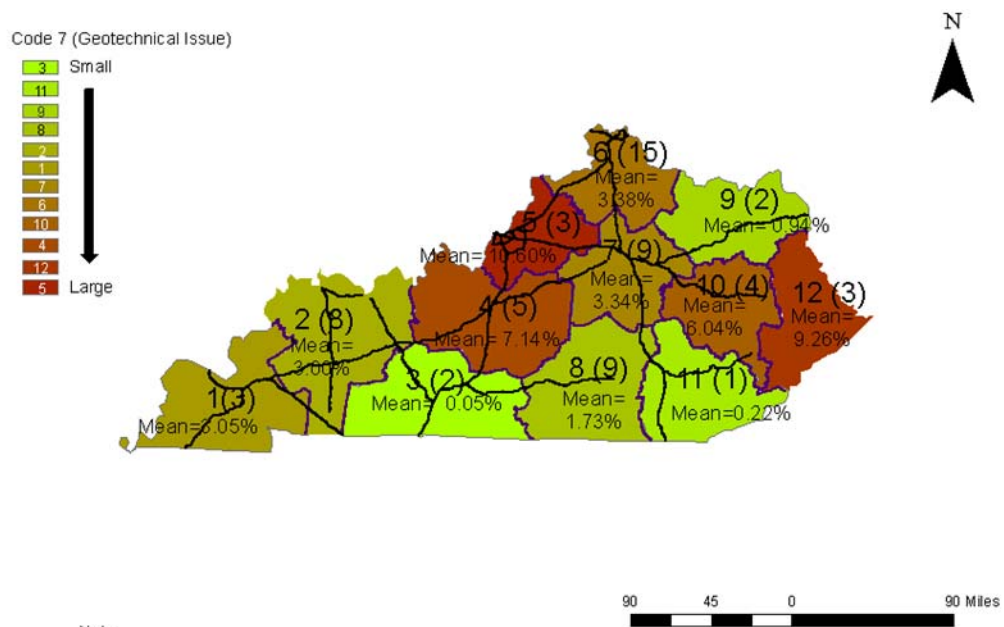 N
Code 7 (Geotechnical Issue)
3 Small
11
9
8
2
1
7
6
10
4
12
5 Large
6 (15)
Mean=
3.38%
9 (2)
Mean= 0.94%
5 (3)
Mean= 10.60%
7 (9)
Mean=
3.34%
10 (4)
Mean=
6.04%
12 (3)
Mean=
9.26%
4 (5)
Mean= 7.14%
2 (8)
Mean=
3.00%
3 (2)
Mean= 0.05%
8 (9)
Mean=
1.73%
11 (1)
Mean=0.22%
1(3)
Mean=3.05%
90 45 0 90 Miles